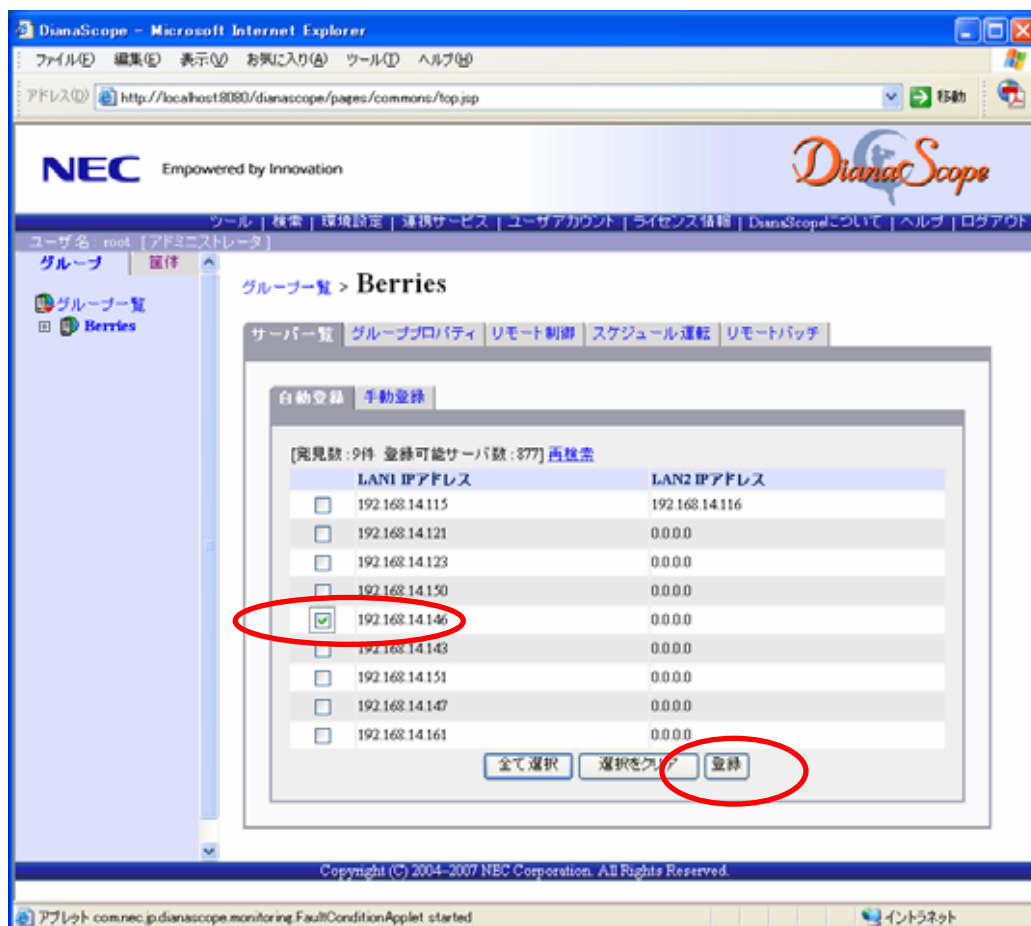 DianaScope - Microsoft Internet Explorer
ファイル(F) 編集(E) 表示(V) お気に入り(A) ツール(T) ヘルプ(H)
アドレス(D) http://localhost:8080/dianascope/pages/commons/top.jsp 移動
NEC Empowered by Innovation DianaScope
ツール | 検索 | 環境設定 | 連携サービス | ユーザアカウント | ライセンス情報 | DianaScopeについて | ヘルプ | ログアウト
ユーザ名 : root [アドミニストレータ]
グループ 筐体
グループ一覧
Berries
グループ一覧 > Berries
サーバ一覧 グループプロパティ リモート制御 スケジュール運転 リモートバッチ
自動登録 手動登録
[発見数 : 9件 登録可能サーバ数 : 877] 再検索
LAN1 IPアドレス LAN2 IPアドレス
192.168.14.115 192.168.14.116
192.168.14.121 0.0.0.0
192.168.14.123 0.0.0.0
192.168.14.150 0.0.0.0
192.168.14.146 0.0.0.0
192.168.14.143 0.0.0.0
192.168.14.151 0.0.0.0
192.168.14.147 0.0.0.0
192.168.14.161 0.0.0.0
全て選択 選択をクリア 登録
Copyright (C) 2004-2007 NEC Corporation. All Rights Reserved.
アプレット com.nec.jp.dianascope.monitoring.FaultConditionApplet started イントラネット